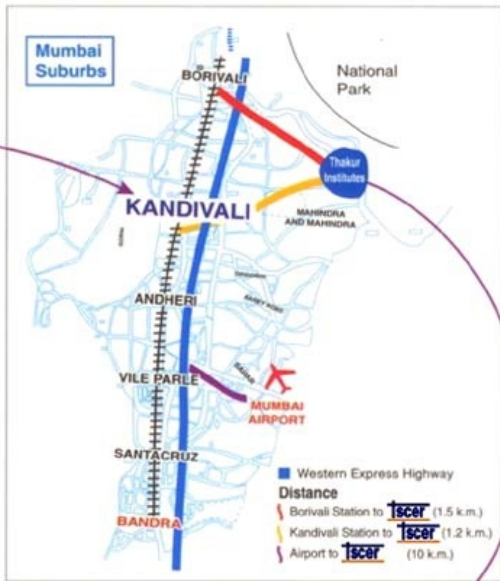 Mumbai
Suburbs
BORIVALI
National
Park
Thakur
Institutes
KANDIVALI
MAHINDRA
AND MAHINDRA
ANDHERI
SAHAR
VILE PARLE
MUMBAI
AIRPORT
SANTACRUZ
BANDRA
Western Express Highway
Distance
Borivali Station to Tscer (1.5 k.m.)
Kandivali Station to Tscer (1.2 k.m.)
Airport to Tscer (10 k.m.)